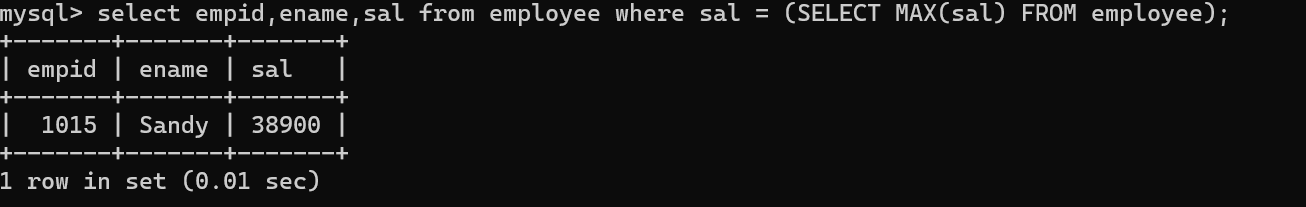 mysql> select empid,ename,sal from employee where sal = (SELECT MAX(sal) FROM employee);
+-------+-------+-------+
| empid | ename | sal   |
+-------+-------+-------+
|  1015 | Sandy | 38900 |
+-------+-------+-------+
1 row in set (0.01 sec)